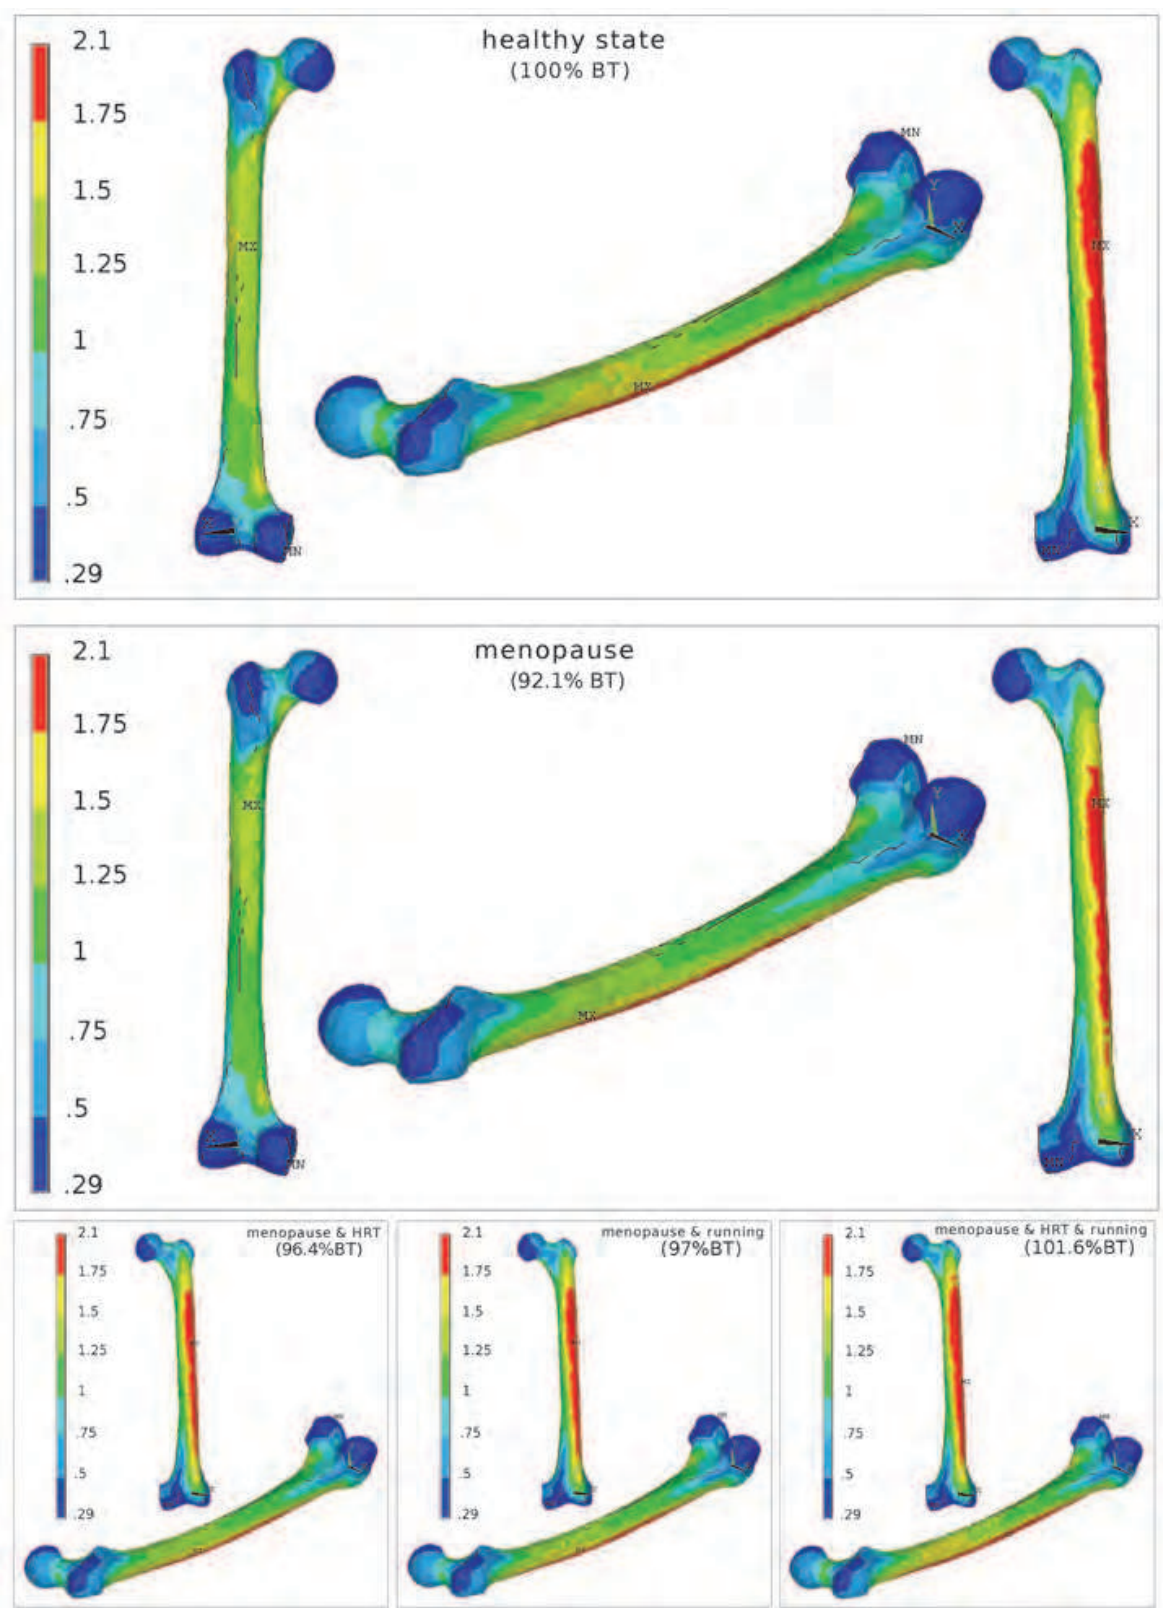 healthy state
(100% BT)
2.1
1.75
1.5
1.25
1
.75
.5
.29
MX
MN
MN
Y
MX
MX
X
menopause
(92.1% BT)
2.1
1.75
1.5
1.25
1
.75
.5
.29
MX
MN
MN
Y
MX
MX
X
menopause & HRT
(96.4%BT)
2.1
1.75
1.5
1.25
1
.75
.5
.29
menopause & running
(97%BT)
2.1
1.75
1.5
1.25
1
.75
.5
.29
menopause & HRT & running
(101.6%BT)
2.1
1.75
1.5
1.25
1
.75
.5
.29